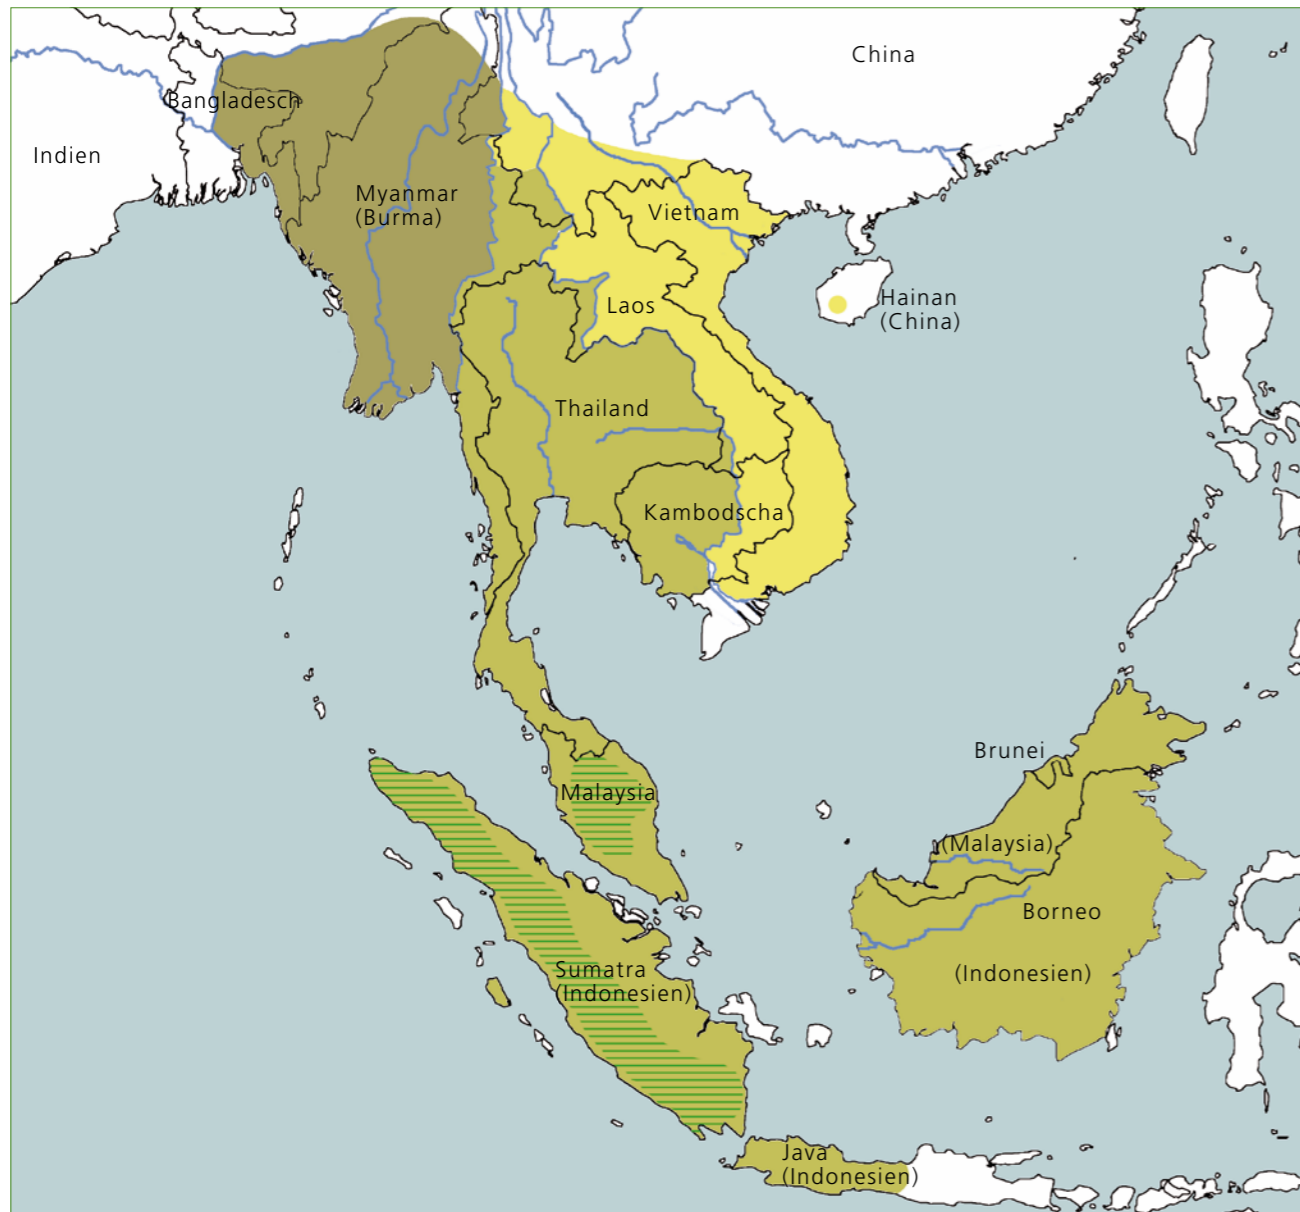 China
Bangladesch
Indien
Myanmar
(Burma)
Vietnam
Hainan
(China)
Laos
Thailand
Kambodscha
Brunei
Malaysia
(Malaysia)
Borneo
Sumatra
(Indonesien)
(Indonesien)
Java
(Indonesien)